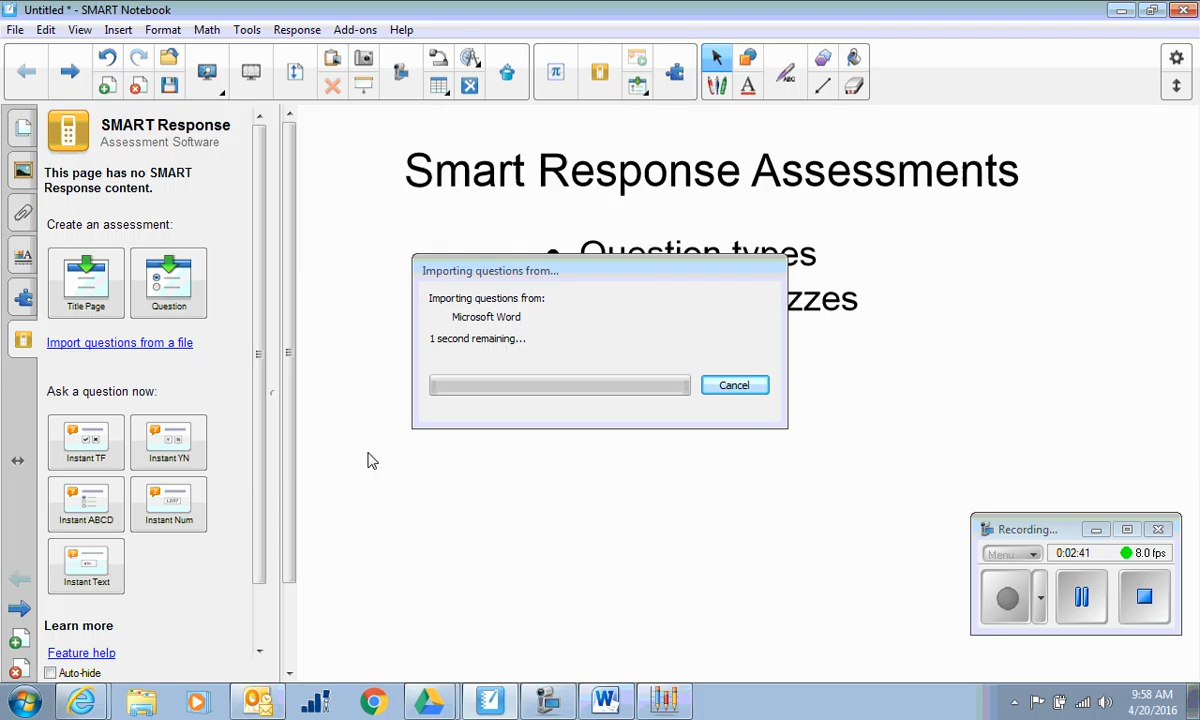 Untitled * - SMART Notebook
File Edit View Insert Format Math Tools Response Add-ons Help
π
ABC
A
SMART Response
Assessment Software
This page has no SMART
Response content.
Create an assessment:
Title Page Question
Import questions from a file
Ask a question now:
Instant TF Instant YN
Instant ABCD Instant Num
Instant Text
Learn more
Feature help
Auto-hide
Smart Response Assessments
• Question types
zzes
Importing questions from...
Importing questions from:
Microsoft Word
1 second remaining...
Cancel
Recording...
Menu 0:02:41 8.0 fps
9:58 AM
4/20/2016